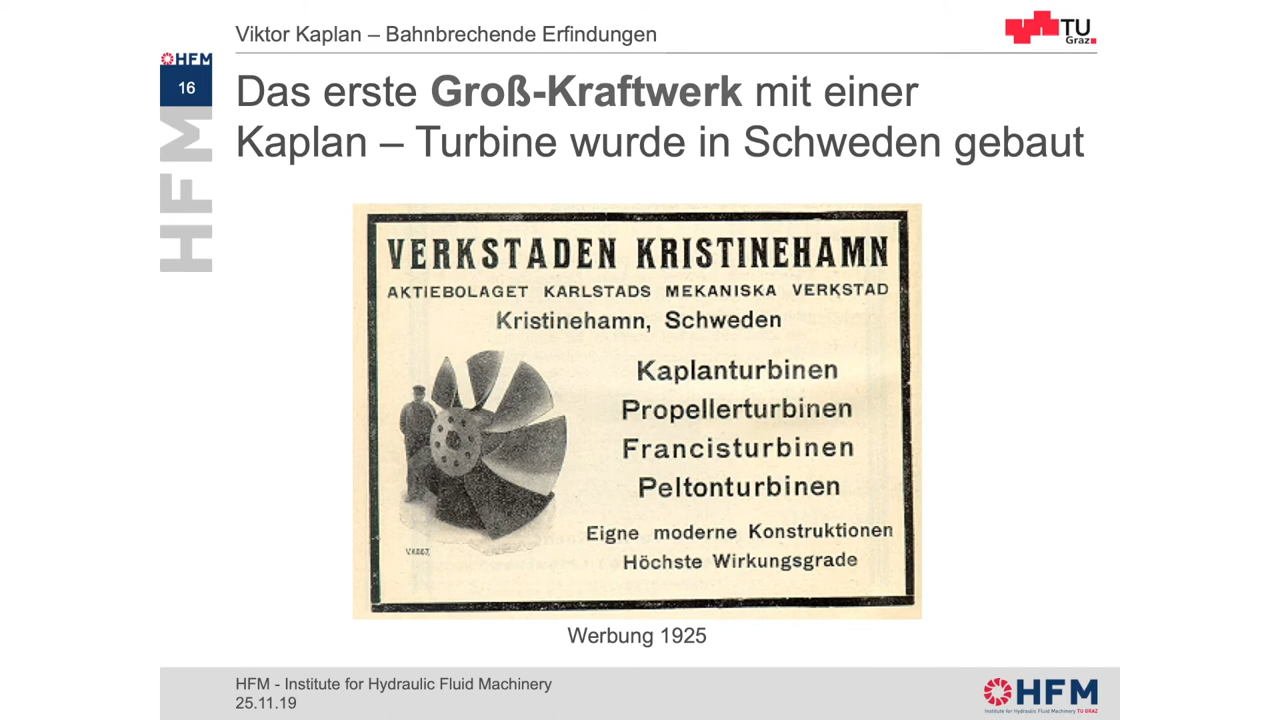 Viktor Kaplan – Bahnbrechende Erfindungen
TU
Graz
HFM
16
HFM
Das erste Groß-Kraftwerk mit einer
Kaplan – Turbine wurde in Schweden gebaut
VERKSTADEN KRISTINEHAMN
AKTIEBOLAGET KARLSTADS MEKANISKA VERKSTAD
Kristinehamn, Schweden
Kaplanturbinen
Propellerturbinen
Francisturbinen
Peltonturbinen
Eigne moderne Konstruktionen
Höchste Wirkungsgrade
Werbung 1925
HFM - Institute for Hydraulic Fluid Machinery
25.11.19
HFM
Institute for Hydraulic Fluid Machinery TU GRAZ